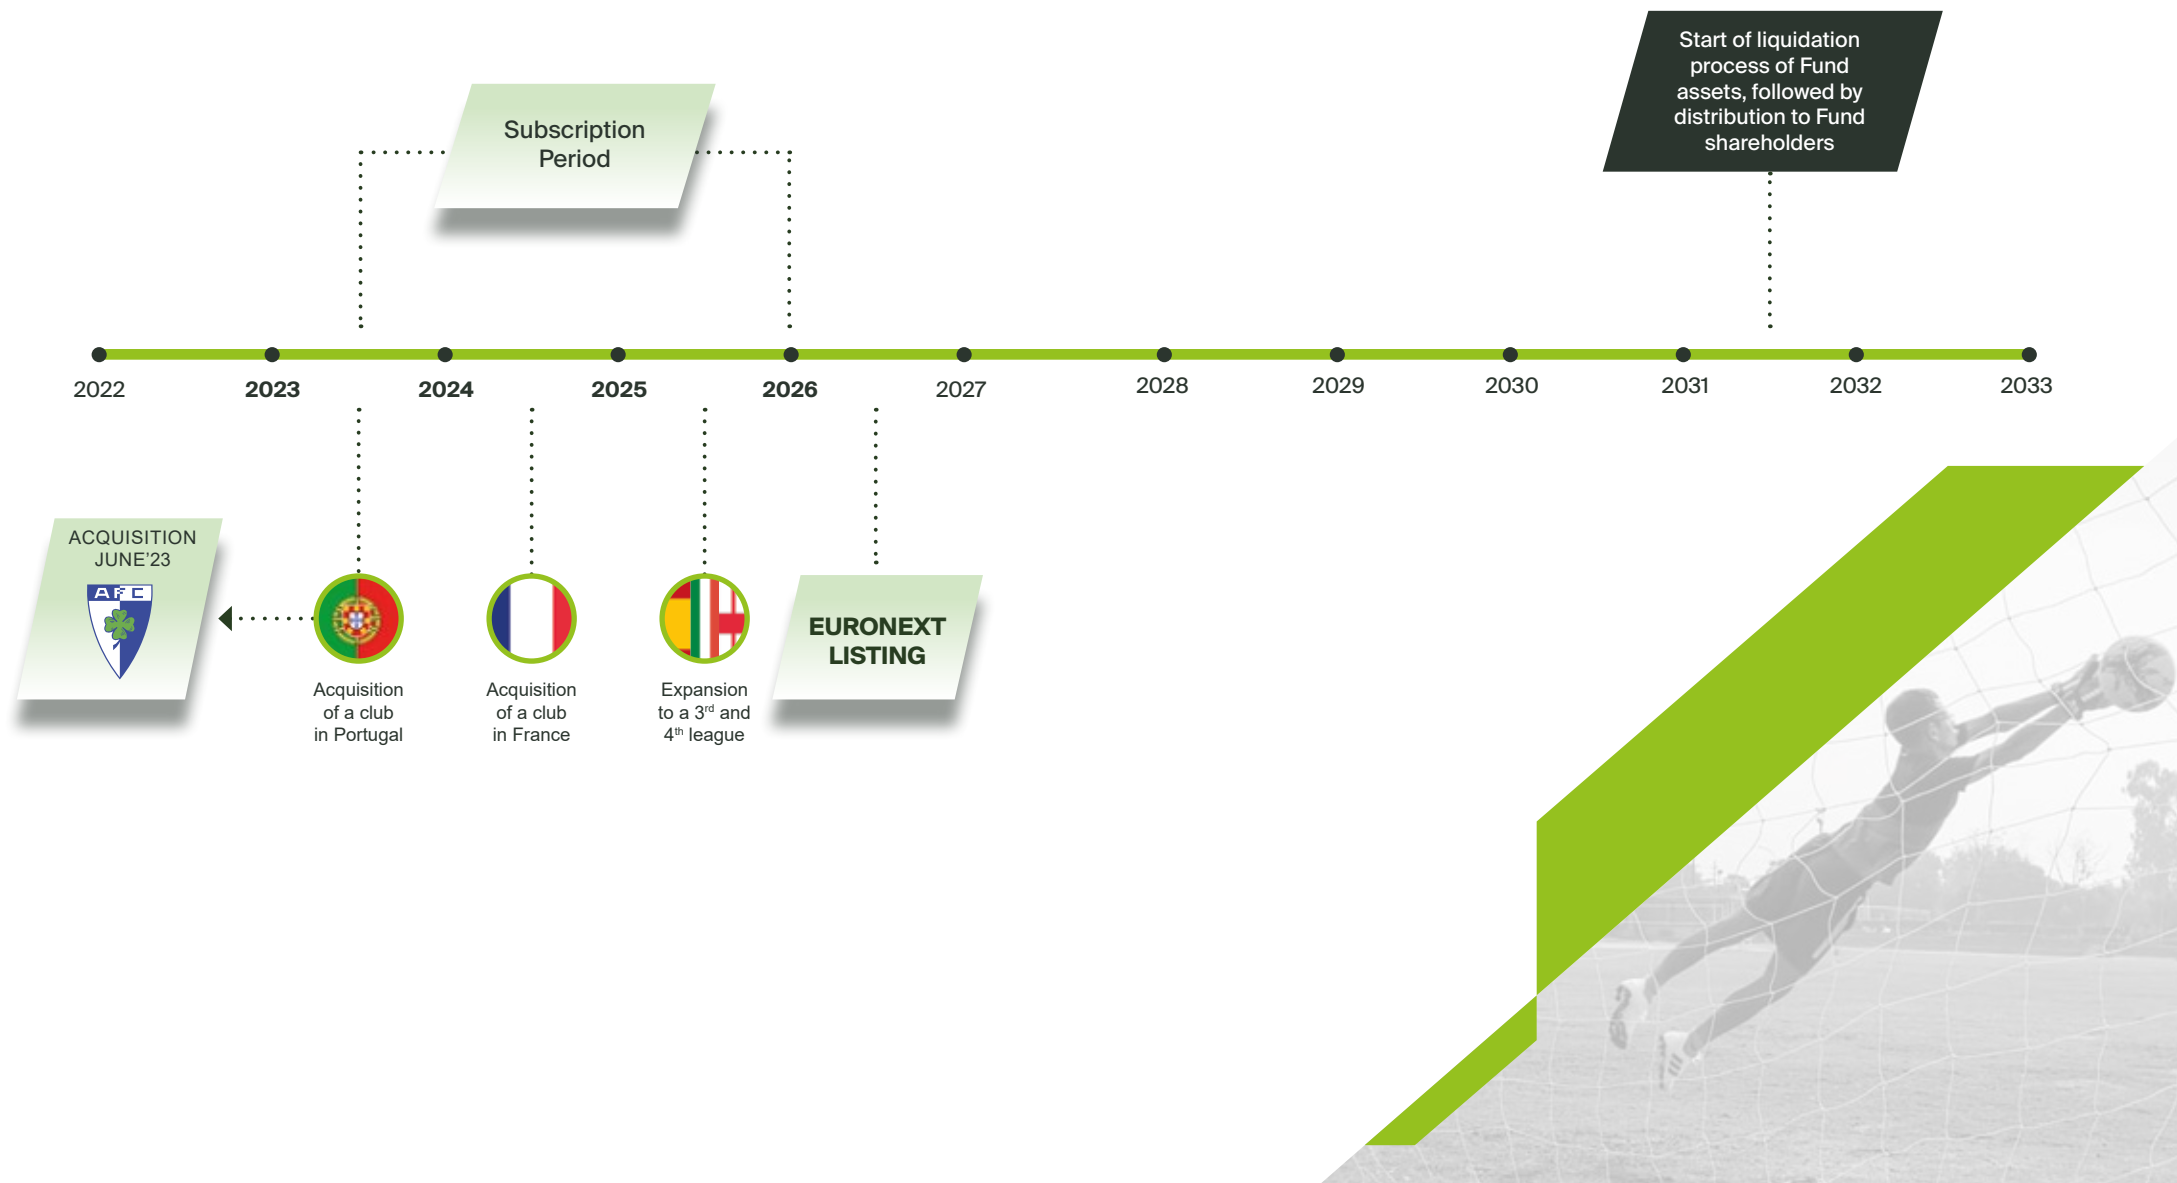 Start of liquidation
process of Fund
assets, followed by
distribution to Fund
shareholders
Subscription
Period
2022
2023
2024
2025
2026
2027
2028
2029
2030
2031
2032
2033
ACQUISITION
JUNE'23
AFC
Acquisition
of a club
in Portugal
Acquisition
of a club
in France
Expansion
to a 3rd and
4th league
EURONEXT
LISTING